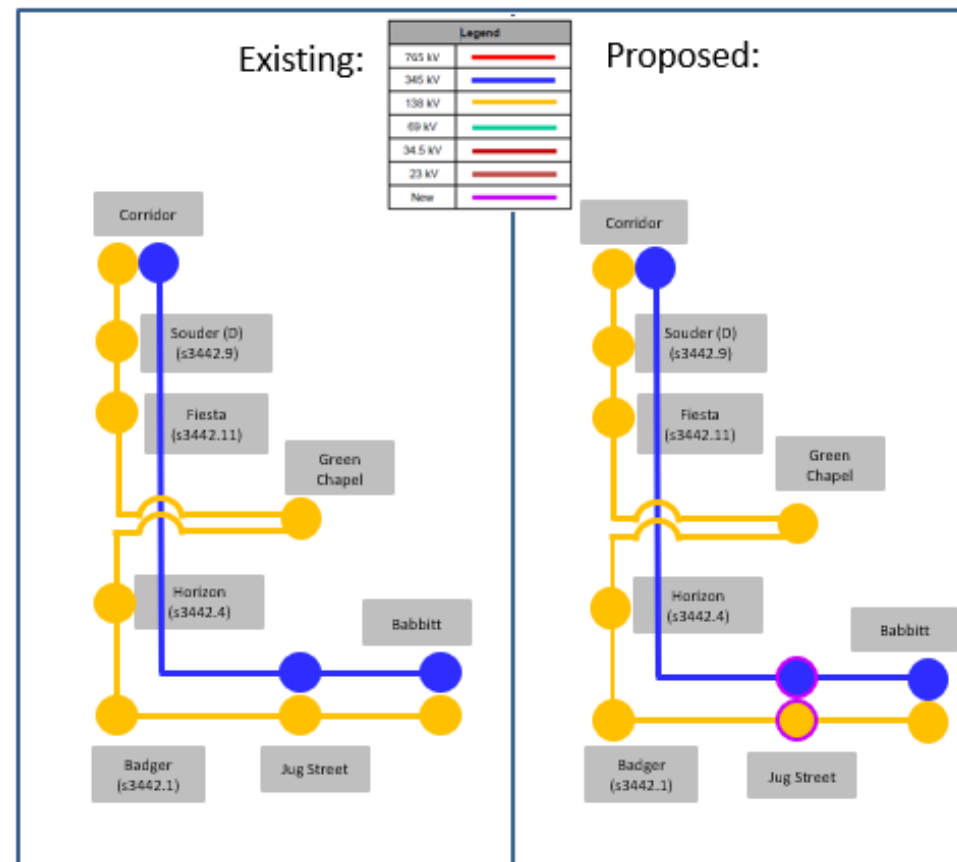 Existing:
Legend
765 kV
345 kV
138 kV
69 kV
34.5 kV
23 kV
New
Proposed:
Corridor
Souder (D)
(s3442.9)
Fiesta
(s3442.11)
Green
Chapel
Horizon
(s3442.4)
Babbitt
Badger
(s3442.1)
Jug Street
Corridor
Souder (D)
(s3442.9)
Fiesta
(s3442.11)
Green
Chapel
Horizon
(s3442.4)
Babbitt
Badger
(s3442.1)
Jug Street